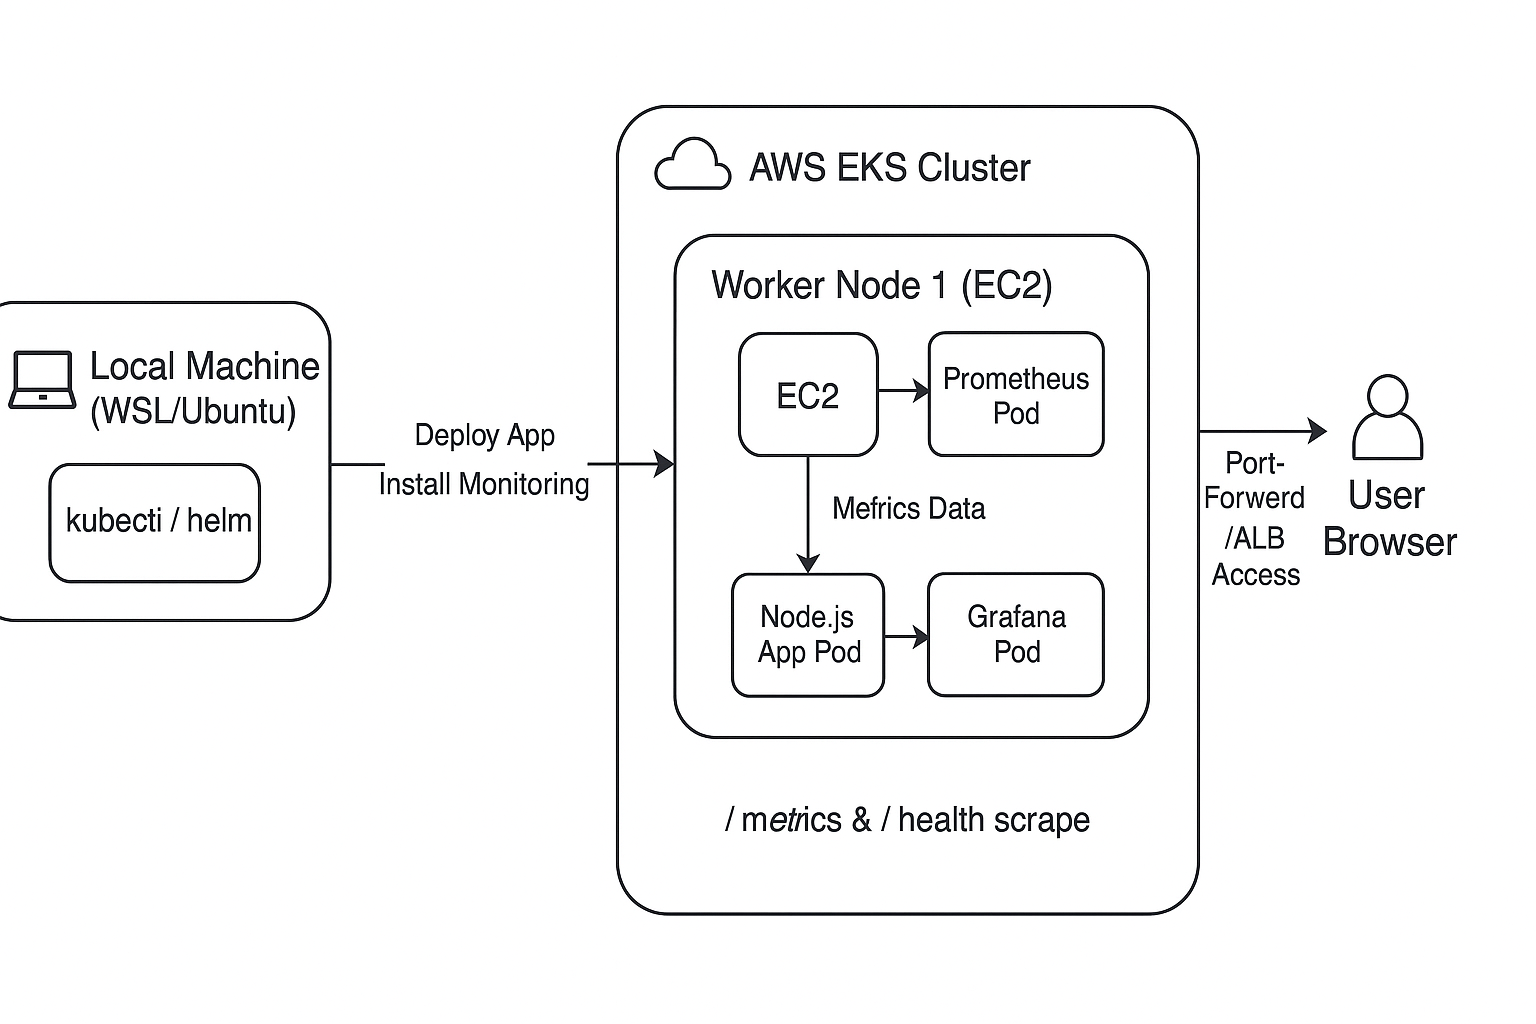 AWS EKS Cluster
Worker Node 1 (EC2)
Local Machine
(WSL/Ubuntu)
kubecti / helm
Deploy App
Install Monitoring
EC2
Prometheus
Pod
Mefrics Data
Node.js
App Pod
Grafana
Pod
/ metrics & / health scrape
Port-
Forwerd
/ALB
Access
User
Browser